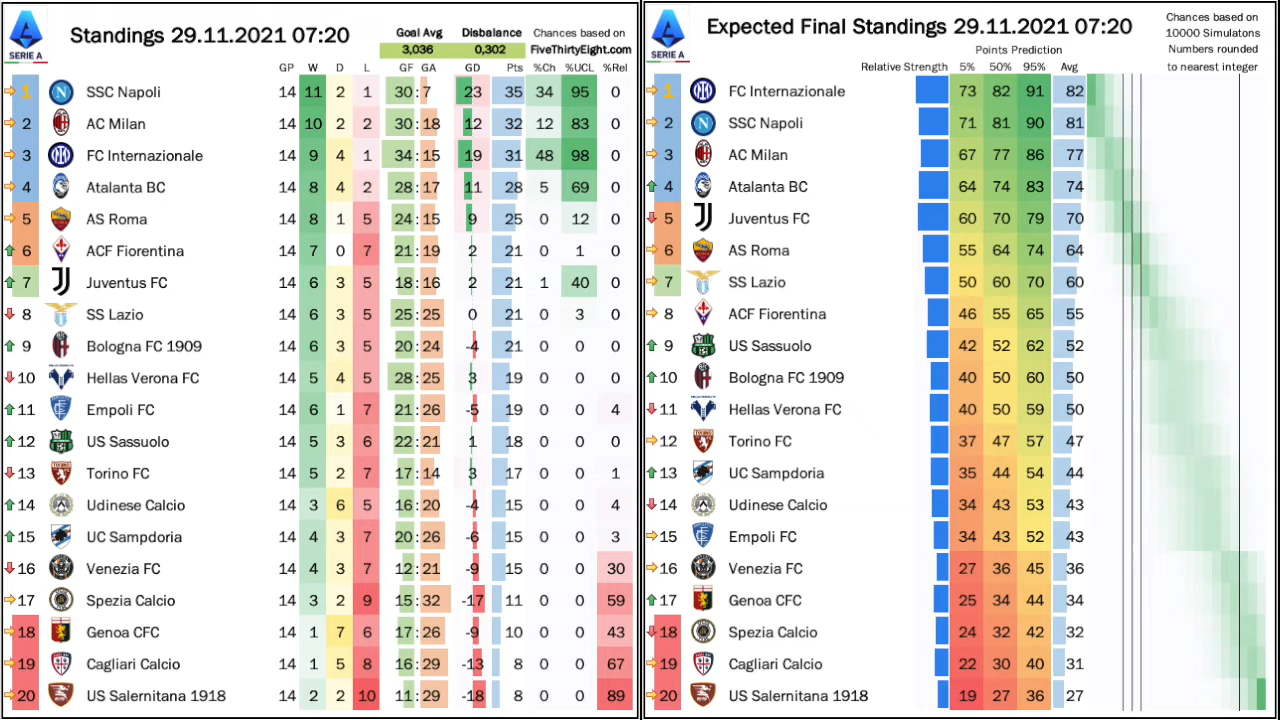 SERIE A
Standings 29.11.2021 07:20
Goal Avg Disbalance Chances based on
3,036 0,302 FiveThirtyEight.com
GP W D L GF GA GD Pts %Ch %UCL %Rel
1 SSC Napoli 14 11 2 1 30:7 23 35 34 95 0
2 AC Milan 14 10 2 2 30:18 12 32 12 83 0
3 FC Internazionale 14 9 4 1 34:15 19 31 48 98 0
4 Atalanta BC 14 8 4 2 28:17 11 28 5 69 0
5 AS Roma 14 8 1 5 24:15 9 25 0 12 0
6 ACF Fiorentina 14 7 0 7 21:19 2 21 0 1 0
7 Juventus FC 14 6 3 5 18:16 2 21 1 40 0
8 SS Lazio 14 6 3 5 25:25 0 21 0 3 0
9 Bologna FC 1909 14 6 3 5 20:24 -4 21 0 0 0
10 Hellas Verona FC 14 5 4 5 28:25 3 19 0 0 0
11 Empoli FC 14 6 1 7 21:26 -5 19 0 0 4
12 US Sassuolo 14 5 3 6 22:21 1 18 0 0 0
13 Torino FC 14 5 2 7 17:14 3 17 0 0 1
14 Udinese Calcio 14 3 6 5 16:20 -4 15 0 0 4
15 UC Sampdoria 14 4 3 7 20:26 -6 15 0 0 3
16 Venezia FC 14 4 3 7 12:21 -9 15 0 0 30
17 Spezia Calcio 14 3 2 9 15:32 -17 11 0 0 59
18 Genoa CFC 14 1 7 6 17:26 -9 10 0 0 43
19 Cagliari Calcio 14 1 5 8 16:29 -13 8 0 0 67
20 US Salernitana 1918 14 2 2 10 11:29 -18 8 0 0 89
SERIE A
Expected Final Standings 29.11.2021 07:20
Chances based on
10000 Simulatons
Numbers rounded
to nearest integer
Points Prediction
Relative Strength 5% 50% 95% Avg
1 FC Internazionale 73 82 91 82
2 SSC Napoli 71 81 90 81
3 AC Milan 67 77 86 77
4 Atalanta BC 64 74 83 74
5 Juventus FC 60 70 79 70
6 AS Roma 55 64 74 64
7 SS Lazio 50 60 70 60
8 ACF Fiorentina 46 55 65 55
9 US Sassuolo 42 52 62 52
10 Bologna FC 1909 40 50 60 50
11 Hellas Verona FC 40 50 59 50
12 Torino FC 37 47 57 47
13 UC Sampdoria 35 44 54 44
14 Udinese Calcio 34 43 53 43
15 Empoli FC 34 43 52 43
16 Venezia FC 27 36 45 36
17 Genoa CFC 25 34 44 34
18 Spezia Calcio 24 32 42 32
19 Cagliari Calcio 22 30 40 31
20 US Salernitana 1918 19 27 36 27